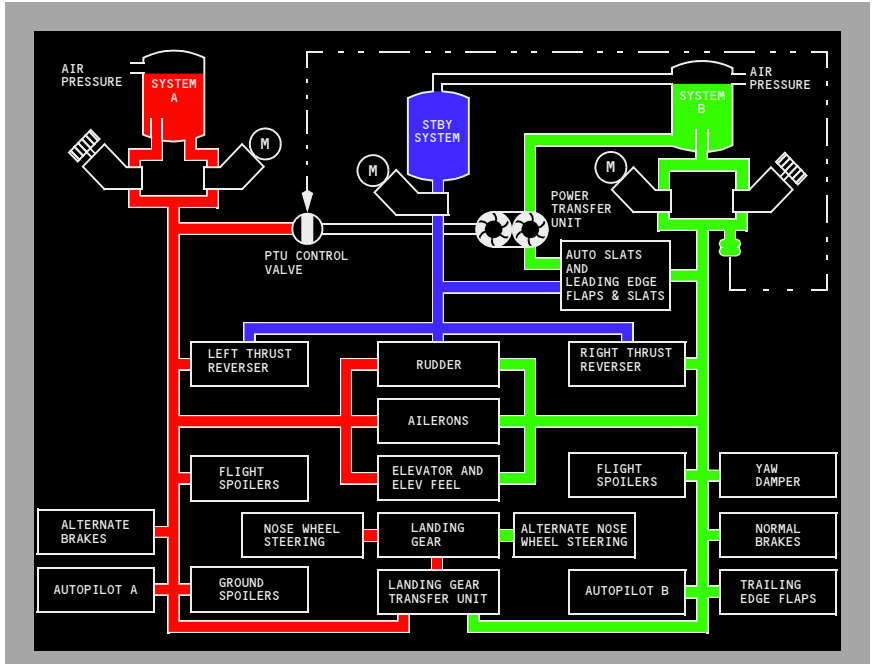 AIR
PRESSURE
SYSTEM
A
M
STBY
SYSTEM
M
SYSTEM
B
AIR
PRESSURE
M
POWER
TRANSFER
UNIT
PTU CONTROL
VALVE
AUTO SLATS
AND
LEADING EDGE
FLAPS & SLATS
LEFT THRUST
REVERSER
RUDDER
RIGHT THRUST
REVERSER
AILERONS
FLIGHT
SPOILERS
ELEVATOR AND
ELEV FEEL
FLIGHT
SPOILERS
YAW
DAMPER
ALTERNATE
BRAKES
NOSE WHEEL
STEERING
LANDING
GEAR
ALTERNATE NOSE
WHEEL STEERING
NORMAL
BRAKES
AUTOPILOT A
GROUND
SPOILERS
LANDING GEAR
TRANSFER UNIT
AUTOPILOT B
TRAILING
EDGE FLAPS